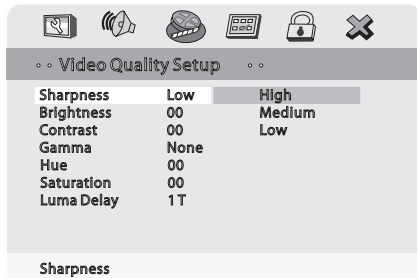 ◦ ◦ Video Quality Setup ◦ ◦
Sharpness Low High
Brightness 00 Medium
Contrast 00 Low
Gamma None
Hue 00
Saturation 00
Luma Delay 1 T
Sharpness